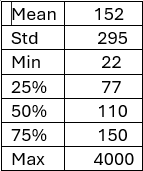 Mean 152
Std 295
Min 22
25% 77
50% 110
75% 150
Max 4000